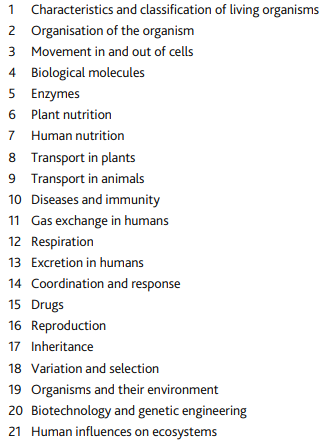 1 Characteristics and classification of living organisms
2 Organisation of the organism
3 Movement in and out of cells
4 Biological molecules
5 Enzymes
6 Plant nutrition
7 Human nutrition
8 Transport in plants
9 Transport in animals
10 Diseases and immunity
11 Gas exchange in humans
12 Respiration
13 Excretion in humans
14 Coordination and response
15 Drugs
16 Reproduction
17 Inheritance
18 Variation and selection
19 Organisms and their environment
20 Biotechnology and genetic engineering
21 Human influences on ecosystems